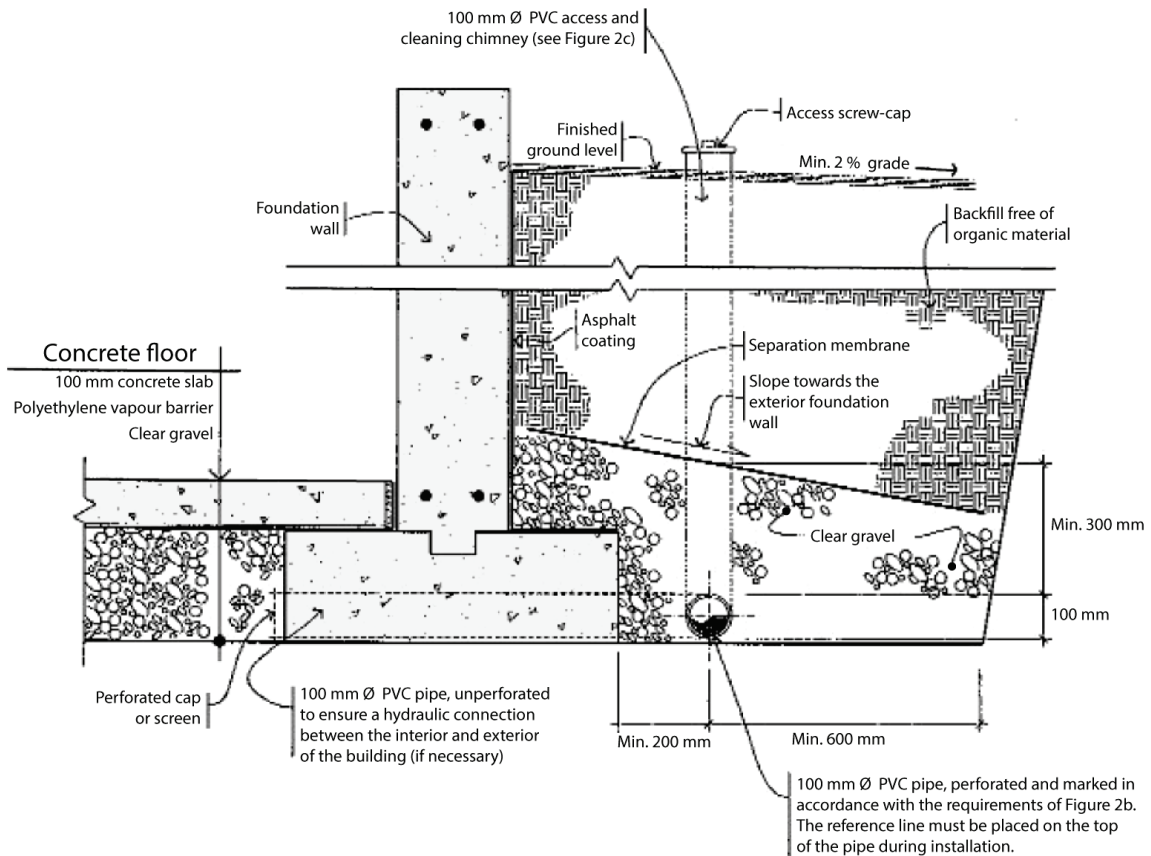 100 mm Ø PVC access and
cleaning chimney (see Figure 2c)
Access screw-cap
Finished
ground level
Min. 2 % grade
Foundation
wall
Backfill free of
organic material
Asphalt
coating
Separation membrane
Slope towards the
exterior foundation
wall
Concrete floor
100 mm concrete slab
Polyethylene vapour barrier
Clear gravel
Clear gravel
Min. 300 mm
100 mm
Perforated cap
or screen
100 mm Ø PVC pipe, unperforated
to ensure a hydraulic connection
between the interior and exterior
of the building (if necessary)
Min. 200 mm
Min. 600 mm
100 mm Ø PVC pipe, perforated and marked in
accordance with the requirements of Figure 2b.
The reference line must be placed on the top
of the pipe during installation.